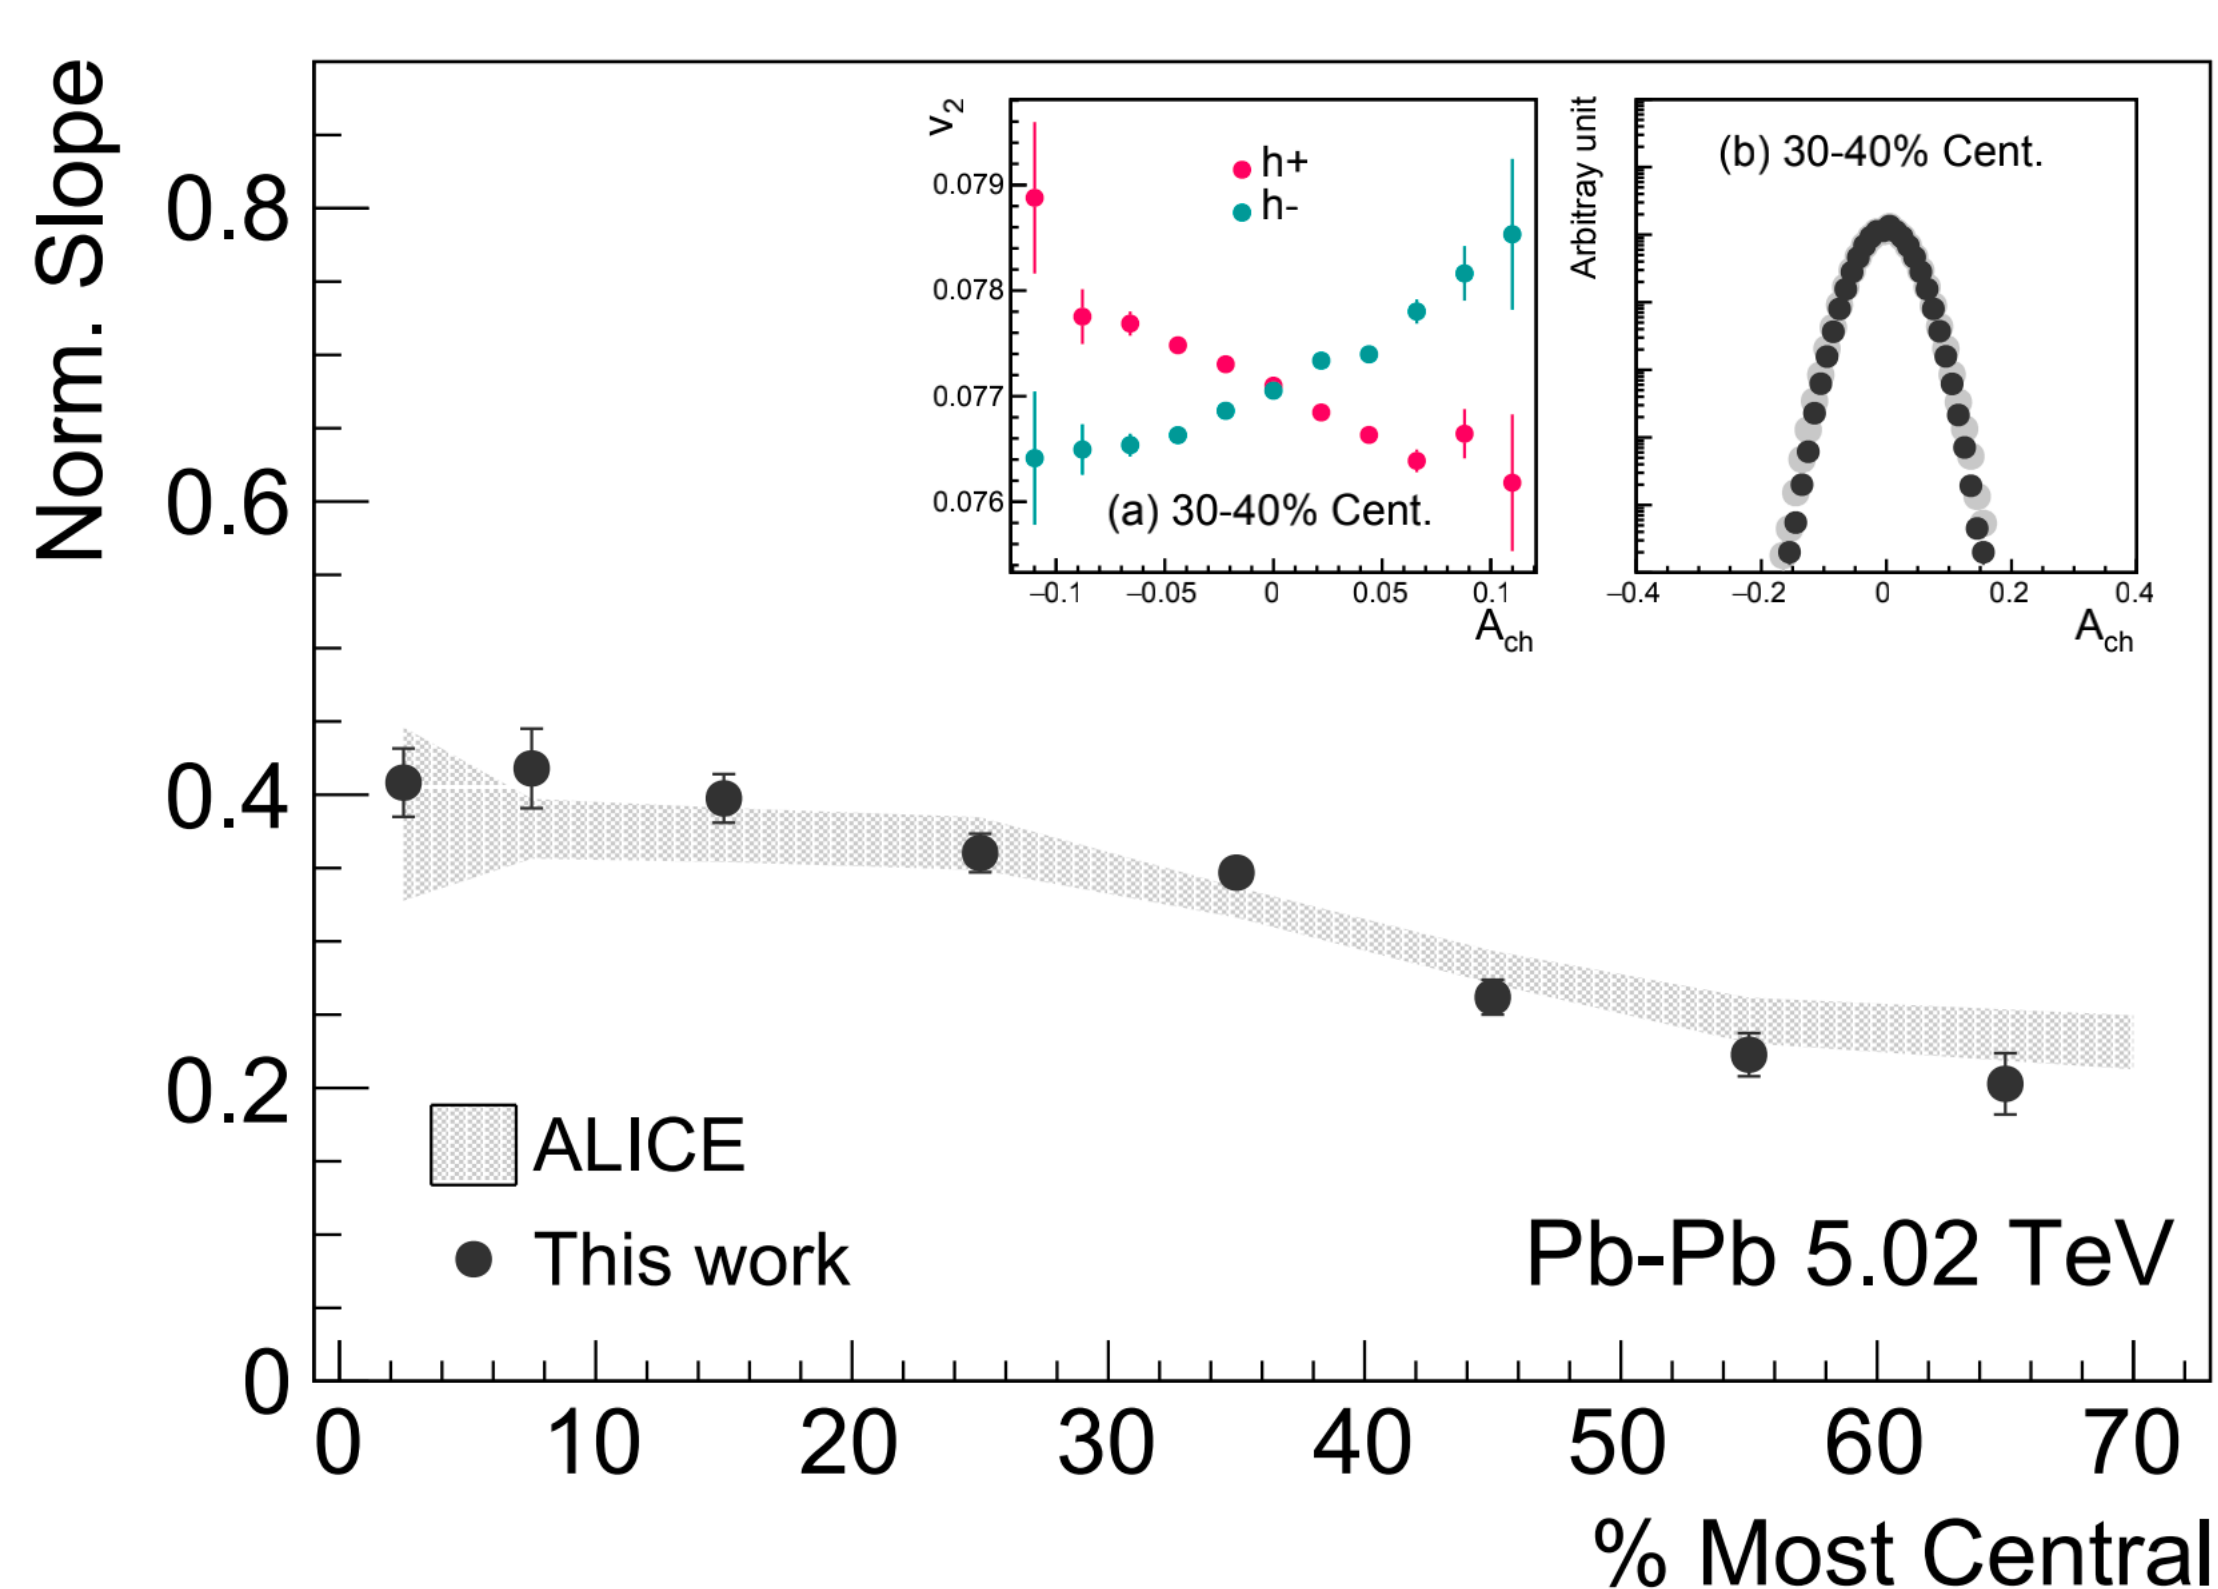 Norm. Slope
0.8
0.6
0.4
0.2
0
0 10 20 30 40 50 60 70
% Most Central
ALICE
This work
Pb-Pb 5.02 TeV
v2
0.079
0.078
0.077
0.076
h+
h-
(a) 30-40% Cent.
−0.1 −0.05 0 0.05 0.1
Ach
Arbitray unit
(b) 30-40% Cent.
−0.4 −0.2 0 0.2 0.4
Ach